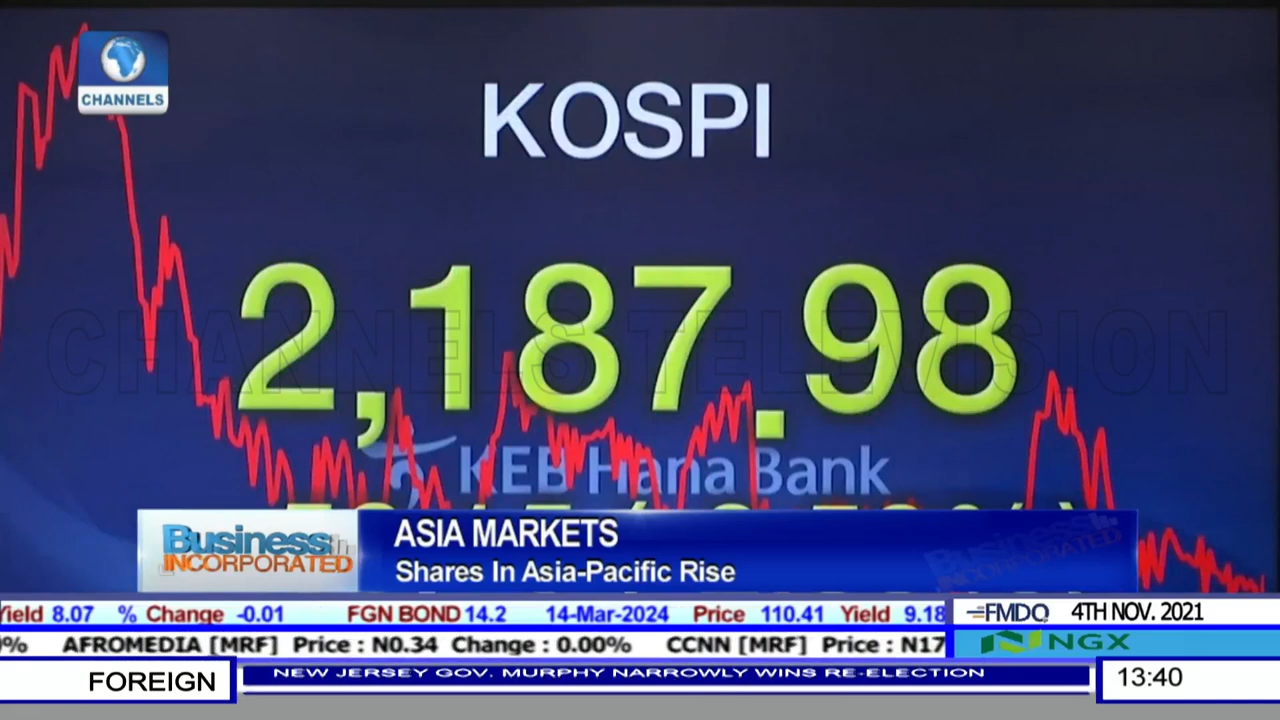 CHANNELS
KOSPI
2,187.98
CHANNELS TELEVISION
KEB Hana Bank
Business INCORPORATED
ASIA MARKETS
Shares In Asia-Pacific Rise
Yield 8.07 % Change -0.01 FGN BOND 14.2 14-Mar-2024 Price 110.41 Yield 9.18
FMDQ 4TH NOV. 2021
% AFROMEDIA [MRF] Price : N0.34 Change : 0.00% CCNN [MRF] Price : N17
NGX
FOREIGN
NEW JERSEY GOV. MURPHY NARROWLY WINS RE-ELECTION
13:40